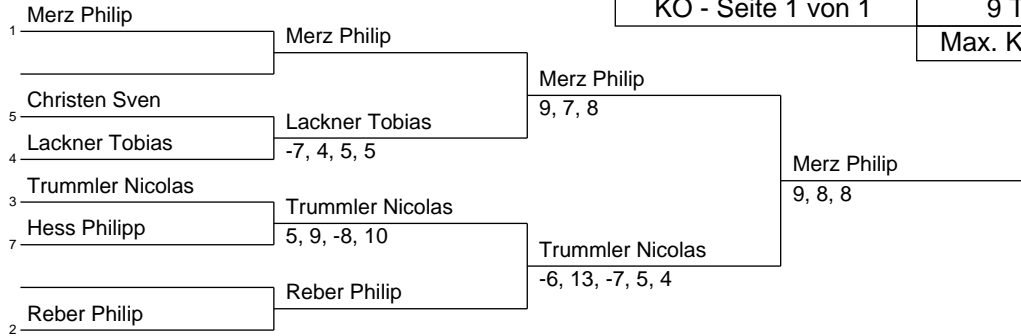 KO - Seite 1 von 1
9 T
Max. K
1 Merz Philip
Merz Philip
Merz Philip
9, 7, 8
5 Christen Sven
Lackner Tobias
-7, 4, 5, 5
4 Lackner Tobias
Merz Philip
9, 8, 8
3 Trummler Nicolas
Trummler Nicolas
5, 9, -8, 10
7 Hess Philipp
Trummler Nicolas
-6, 13, -7, 5, 4
Reber Philip
2 Reber Philip